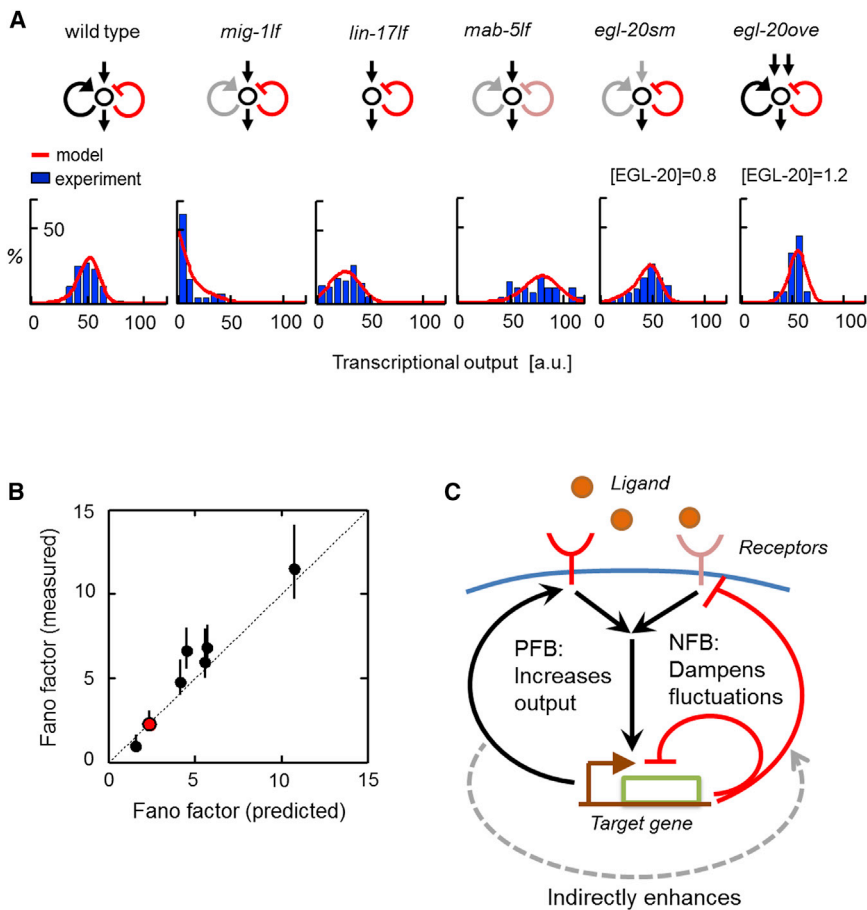 A
wild type
mig-1lf
lin-17lf
mab-5lf
egl-20sm
egl-20ove
model
experiment
[EGL-20]=0.8
[EGL-20]=1.2
50
%
0 50 100
0 50 100
0 50 100
0 50 100
0 50 100
0 50 100
Transcriptional output [a.u.]
B
15
10
5
0
0 5 10 15
Fano factor (measured)
Fano factor (predicted)
C
Ligand
Receptors
PFB:
Increases
output
NFB:
Dampens
fluctuations
Target gene
Indirectly enhances